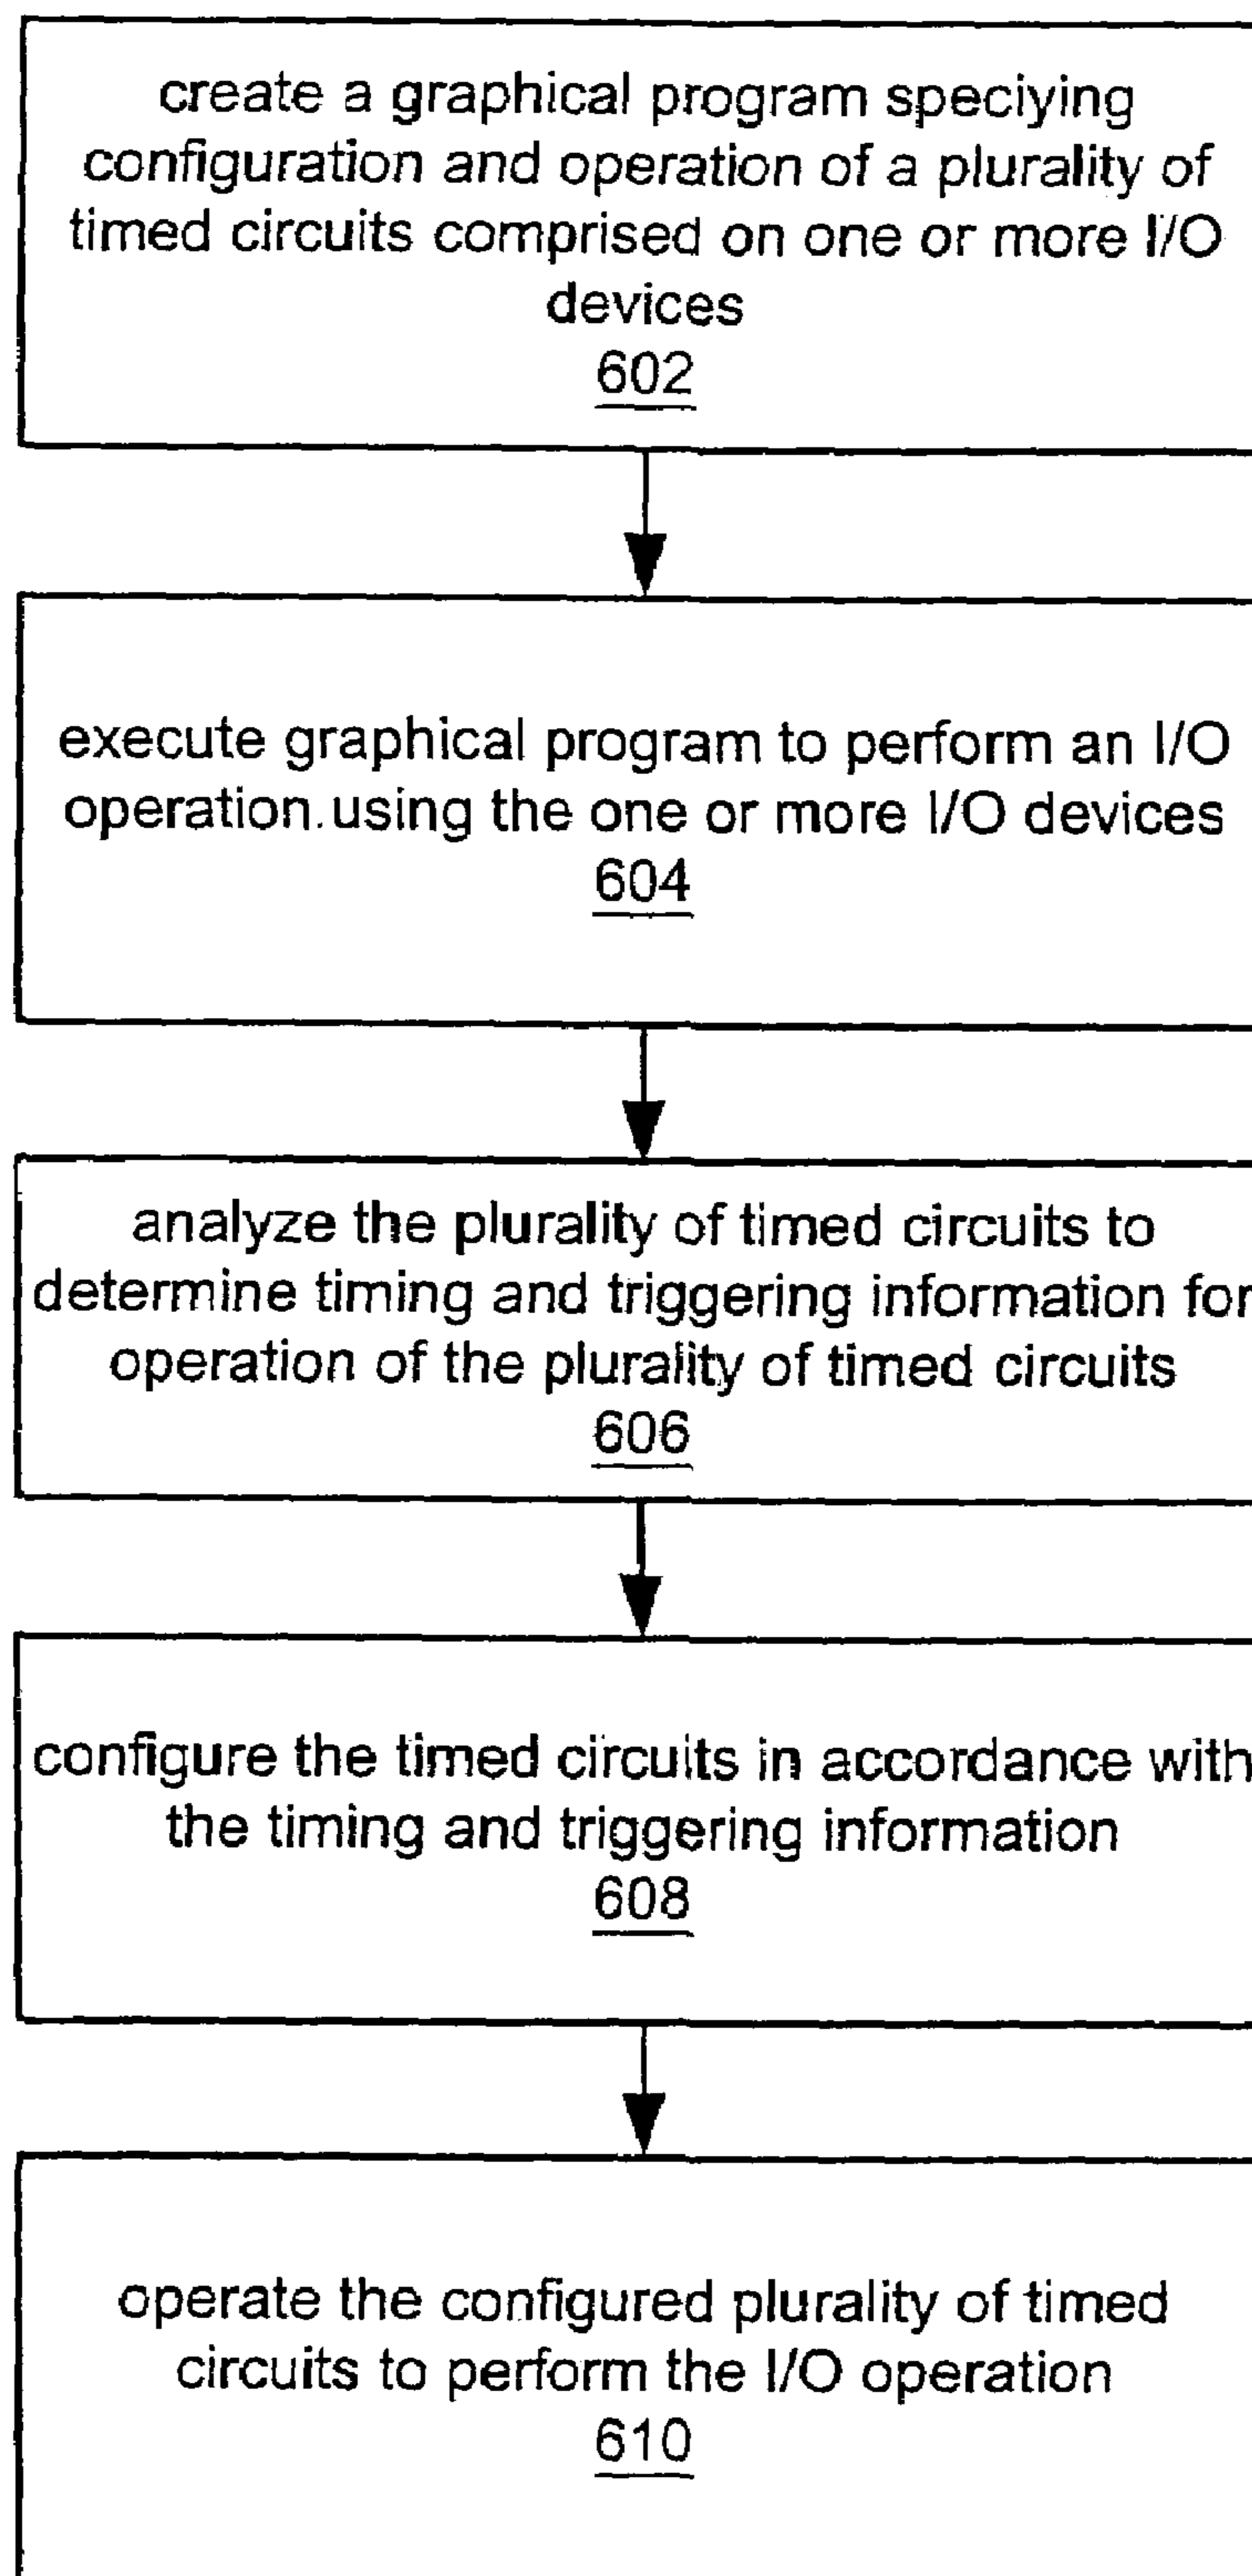 create a graphical program speciying
configuration and operation of a plurality of
timed circuits comprised on one or more I/O
devices
602
execute graphical program to perform an I/O
operation using the one or more I/O devices
604
analyze the plurality of timed circuits to
determine timing and triggering information for
operation of the plurality of timed circuits
606
configure the timed circuits in accordance with
the timing and triggering information
608
operate the configured plurality of timed
circuits to perform the I/O operation
610